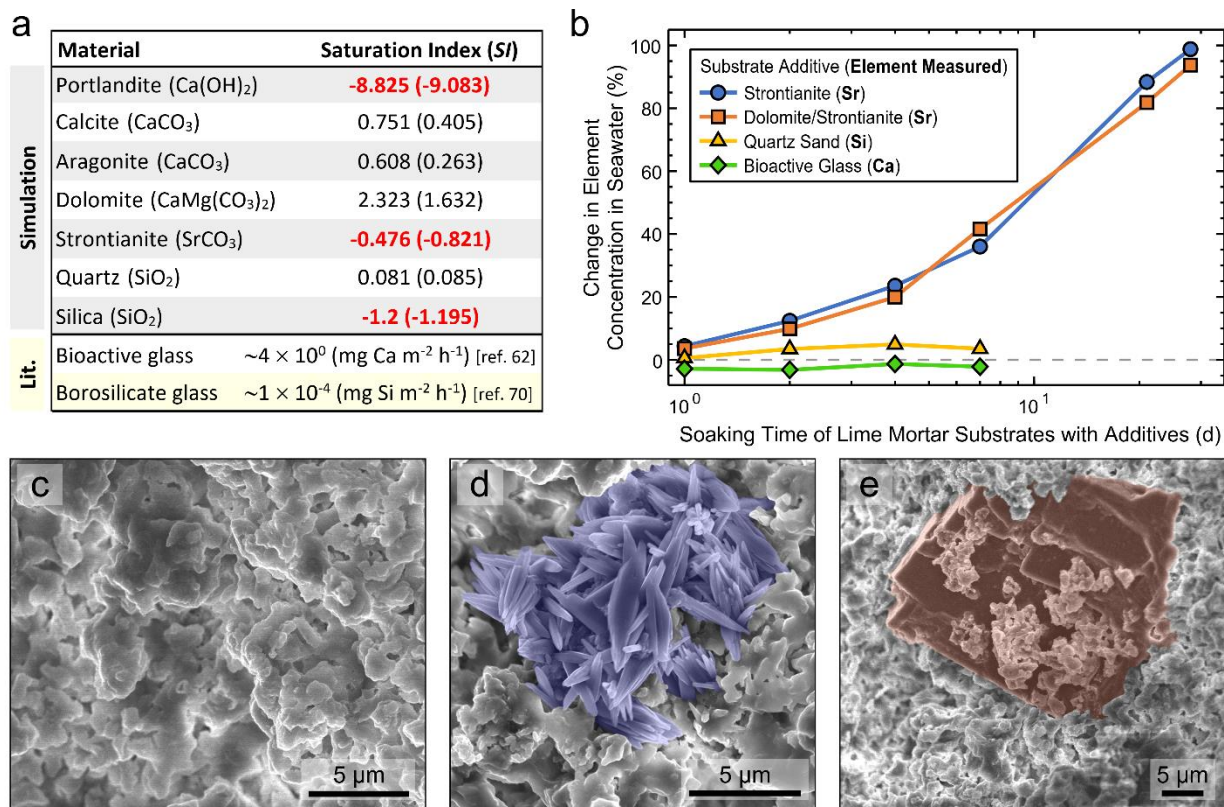 a
Material Saturation Index (SI)
Simulation
Portlandite (Ca(OH)₂) -8.825 (-9.083)
Calcite (CaCO₃) 0.751 (0.405)
Aragonite (CaCO₃) 0.608 (0.263)
Dolomite (CaMg(CO₃)₂) 2.323 (1.632)
Strontianite (SrCO₃) -0.476 (-0.821)
Quartz (SiO₂) 0.081 (0.085)
Silica (SiO₂) -1.2 (-1.195)
Lit.
Bioactive glass ~4 × 10⁰ (mg Ca m⁻² h⁻¹) [ref. 62]
Borosilicate glass ~1 × 10⁻⁴ (mg Si m⁻² h⁻¹) [ref. 70]
b
Change in Element
Concentration in Seawater (%)
100
80
60
40
20
0
Substrate Additive (Element Measured)
Strontianite (Sr)
Dolomite/Strontianite (Sr)
Quartz Sand (Si)
Bioactive Glass (Ca)
10⁰ 10¹
Soaking Time of Lime Mortar Substrates with Additives (d)
c
5 µm
d
5 µm
e
5 µm